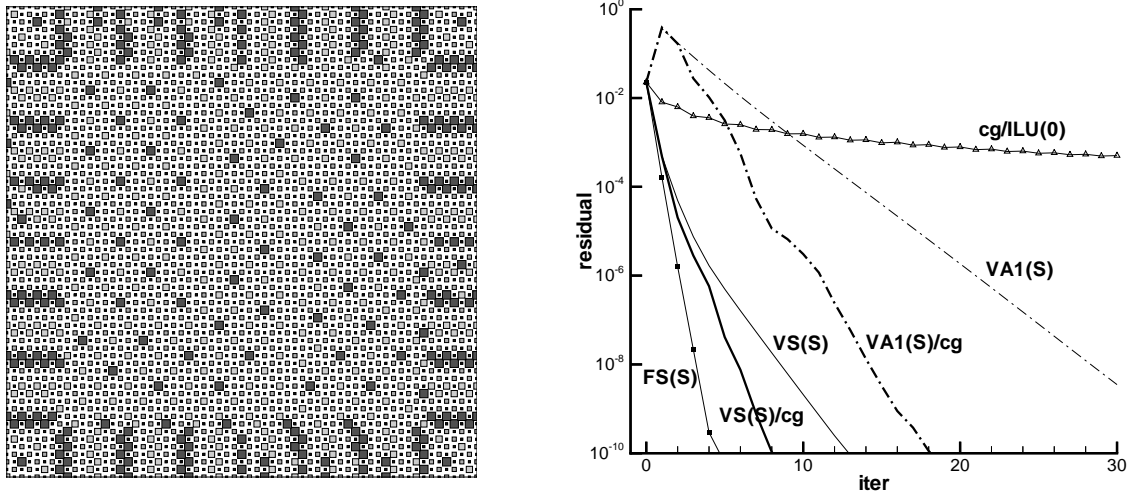 10^0
10^-2
cg/ILU(0)
10^-4
residual
VA1(S)
10^-6
VS(S)
VA1(S)/cg
10^-8
FS(S)
VS(S)/cg
10^-10
0
10
20
30
iter